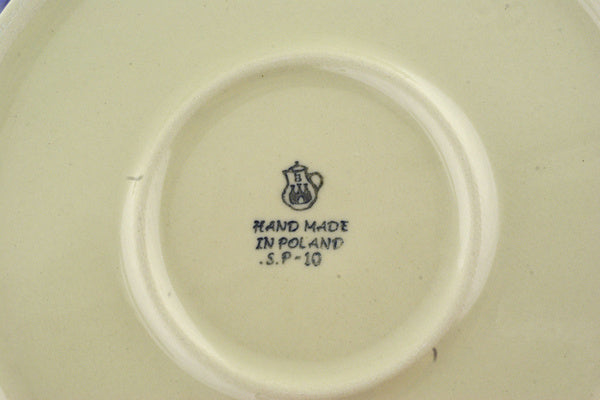 HAND MADE
IN POLAND
.S.P-10